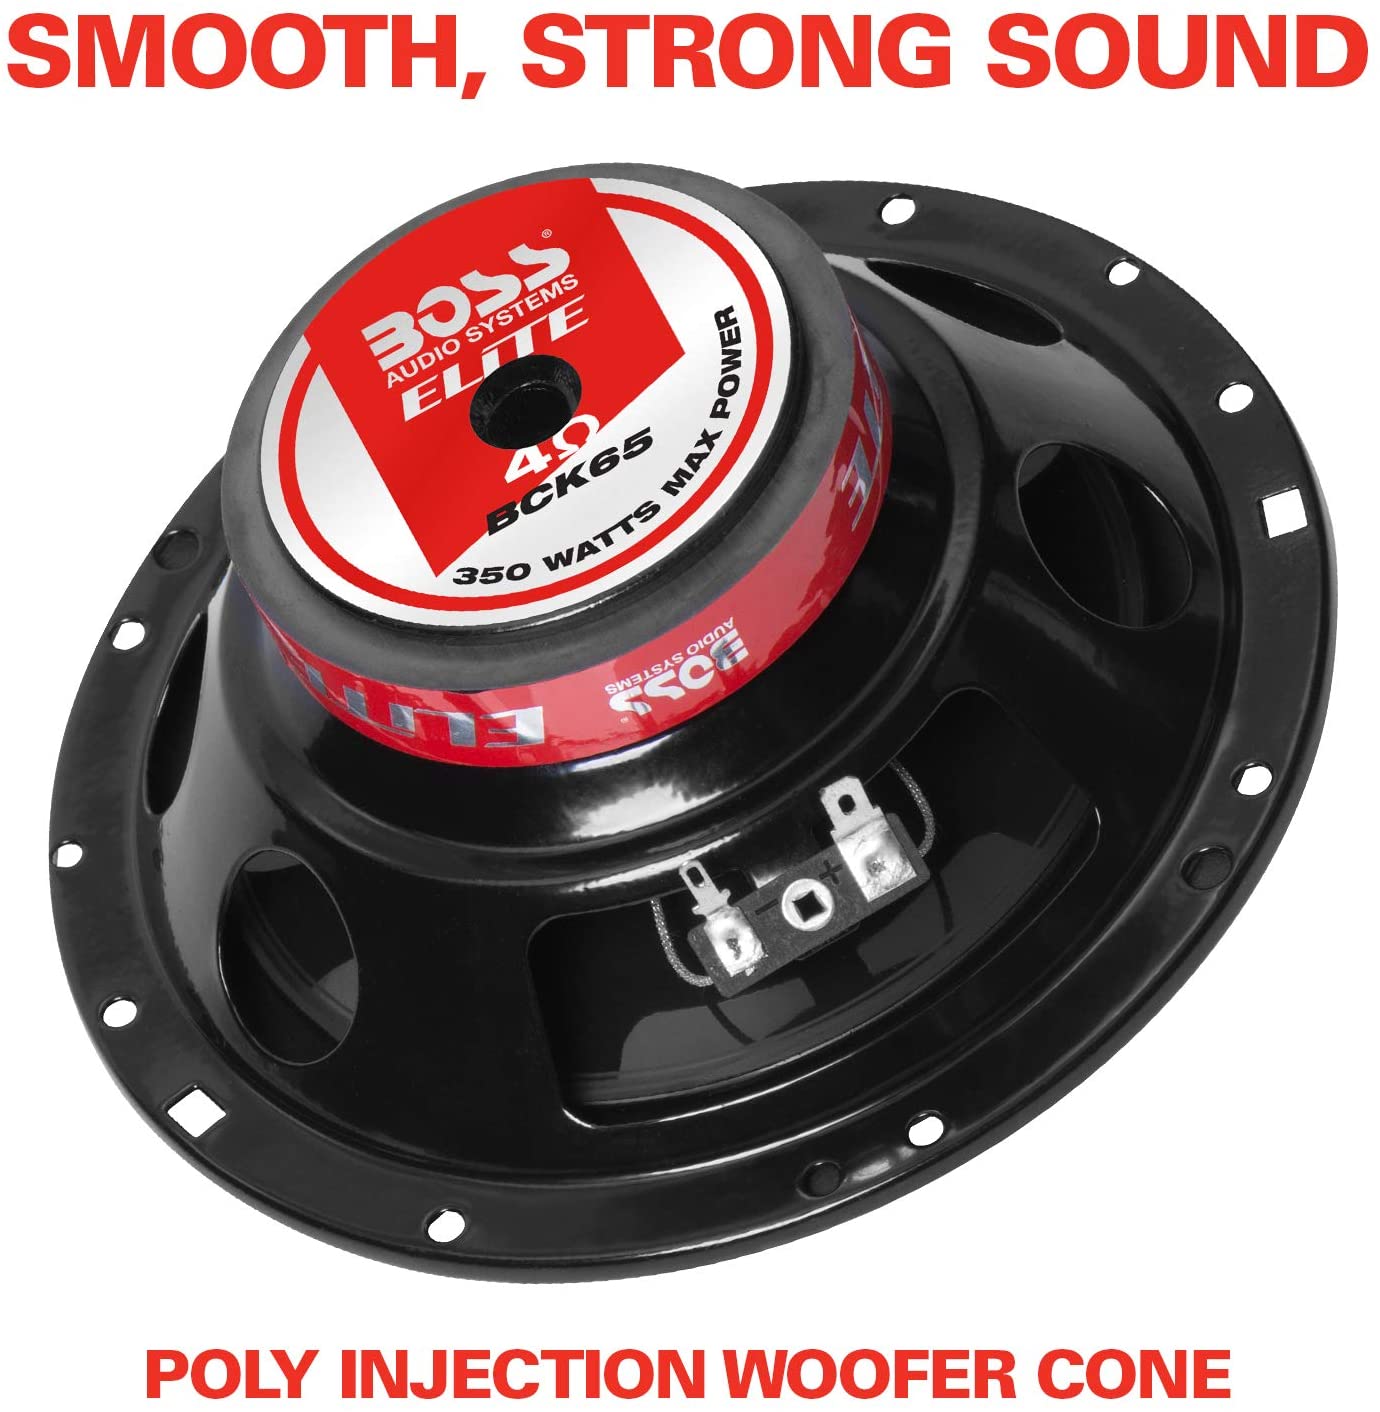 SMOOTH, STRONG SOUND
BOSS®
AUDIO SYSTEMS
ELITE
4Ω
BCK65
350 WATTS MAX POWER
BOSS®
AUDIO SYSTEMS
ELITE
- +
POLY INJECTION WOOFER CONE